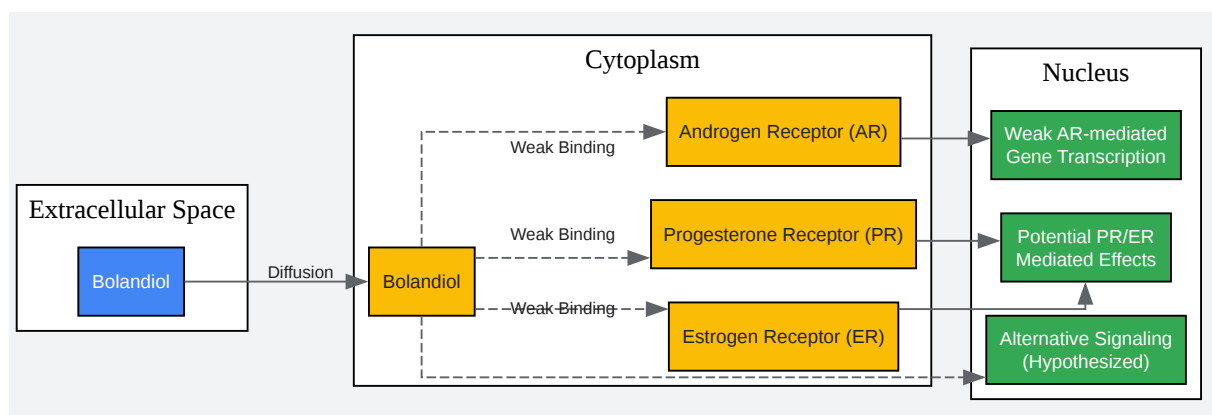 Extracellular Space
Bolandiol
Diffusion
Cytoplasm
Bolandiol
Weak Binding
Androgen Receptor (AR)
Weak Binding
Progesterone Receptor (PR)
Weak Binding
Estrogen Receptor (ER)
Nucleus
Weak AR-mediated
Gene Transcription
Potential PR/ER
Mediated Effects
Alternative Signaling
(Hypothesized)